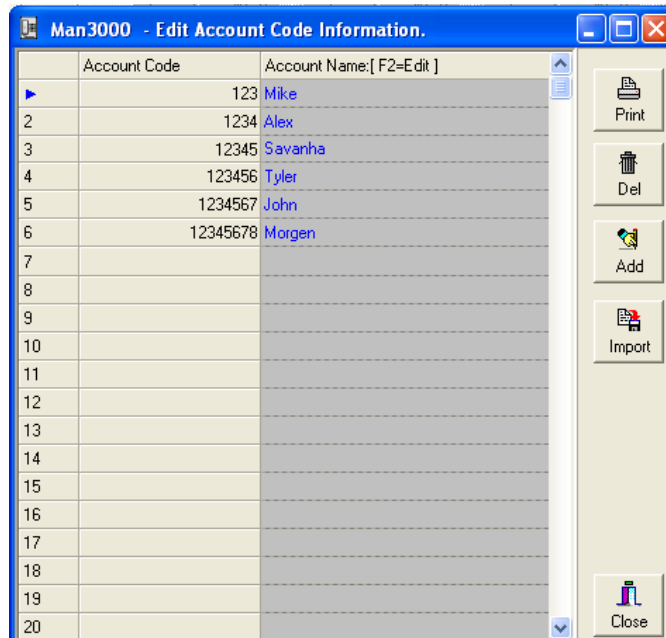 Man3000 - Edit Account Code Information.
Account Code Account Name:[ F2=Edit ]
123 Mike
2 1234 Alex
3 12345 Savanha
4 123456 Tyler
5 1234567 John
6 12345678 Morgen
7
8
9
10
11
12
13
14
15
16
17
18
19
20
Print
Del
Add
Import
Close